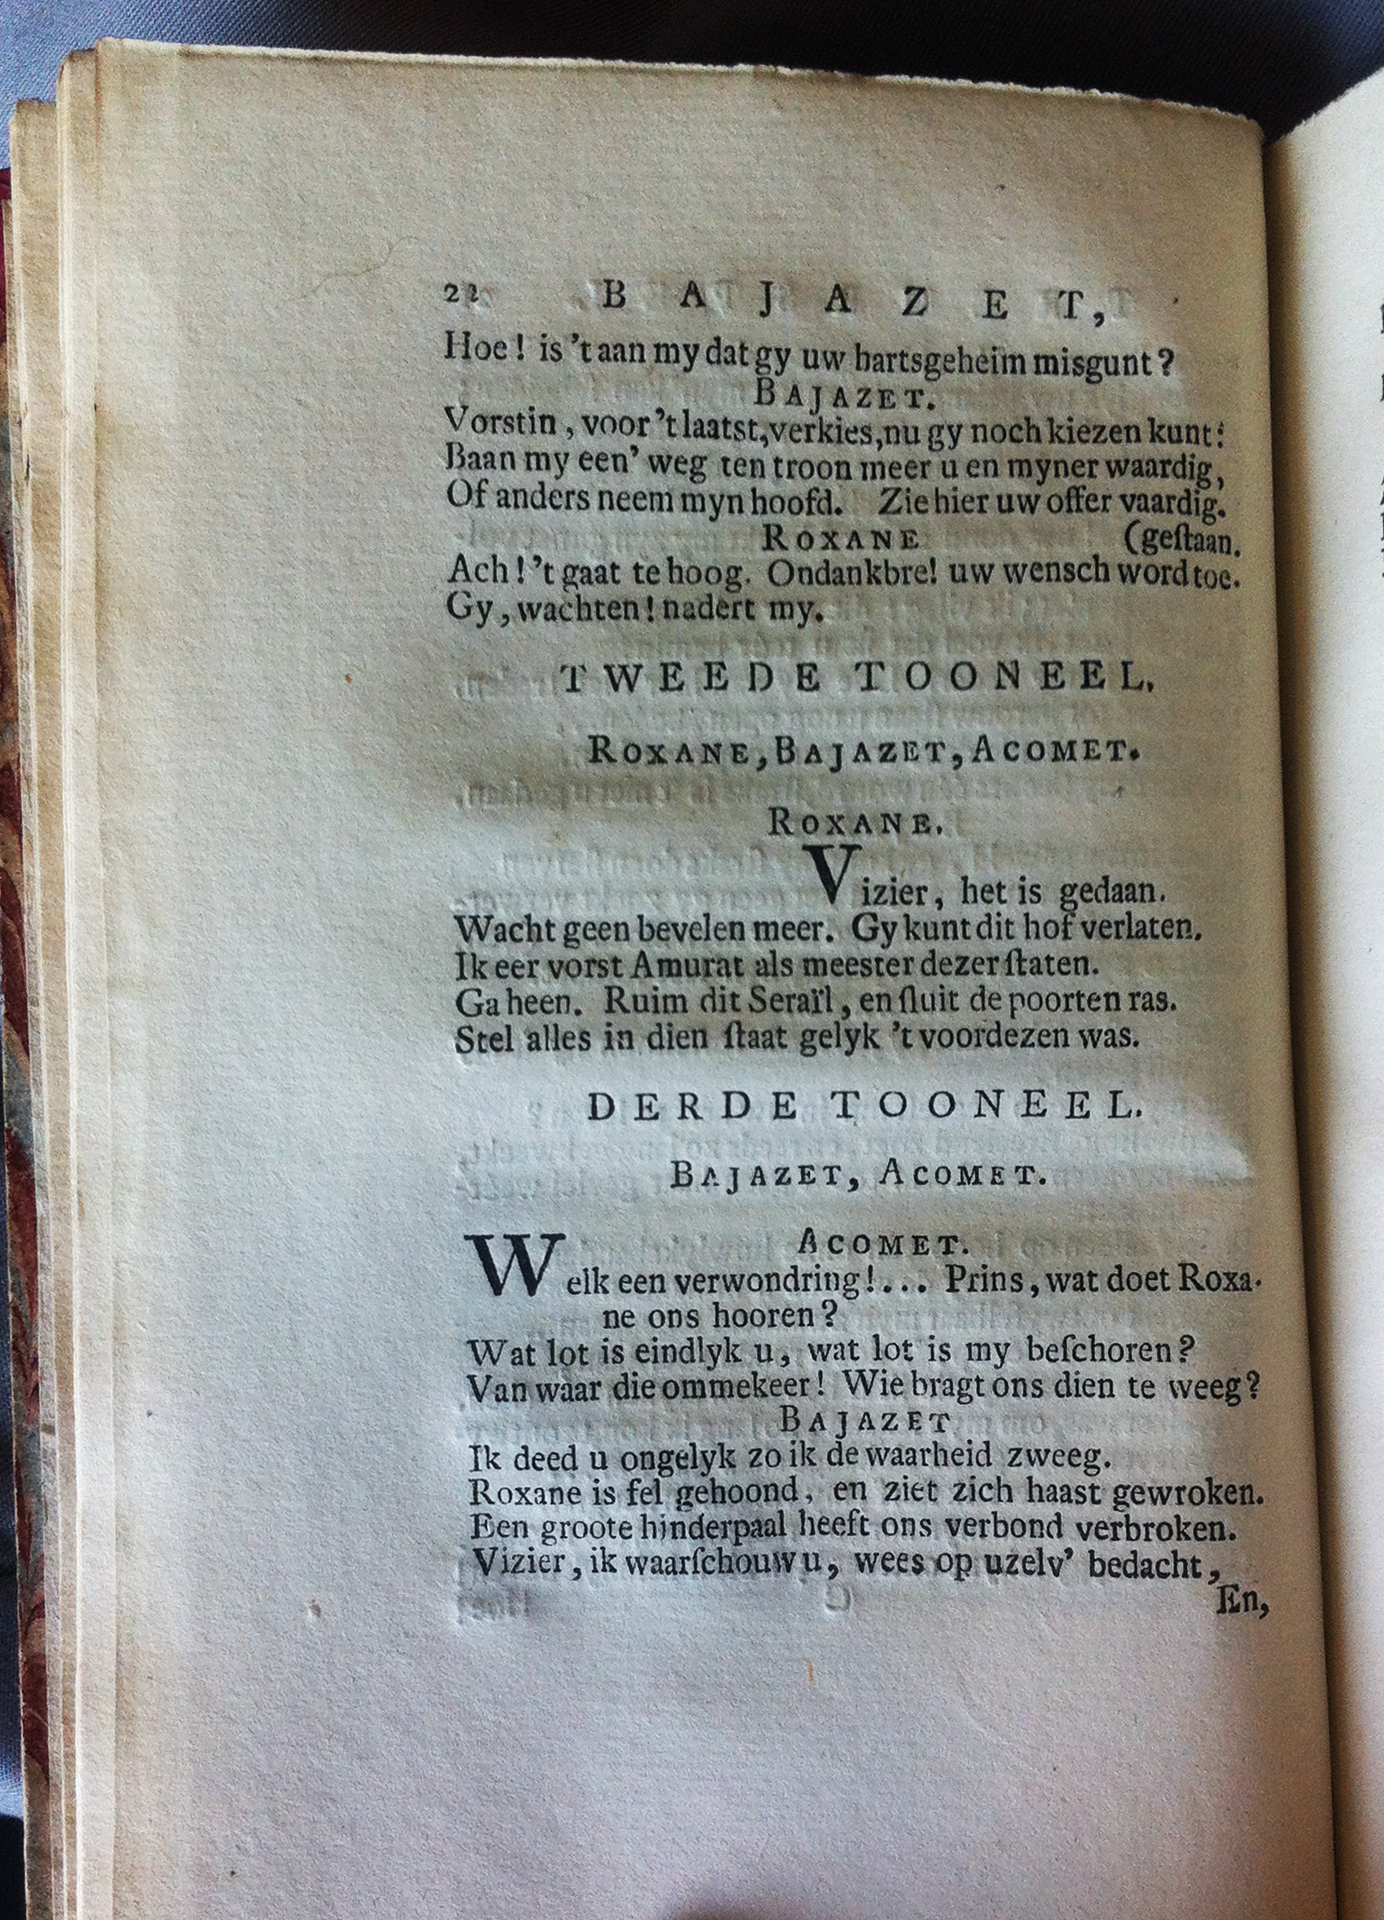 22 BAJAZET,
Hoe! is 't aan my dat gy uw hartsgeheim misgunt?
BAJAZET.
Vorstin, voor 't laatst, verkies, nu gy noch kiezen kunt:
Baan my een' weg ten troon meer u en myner waardig,
Of anders neem myn hoofd. Zie hier uw offer vaardig.
ROXANE (geſtaan.
Ach! 't gaat te hoog. Ondankbre! uw wensch word toe.
Gy, wachten! nadert my.
TWEEDE TOONEEL.
ROXANE, BAJAZET, ACOMET.
ROXANE.
Vizier, het is gedaan.
Wacht geen bevelen meer. Gy kunt dit hof verlaten.
Ik eer vorst Amurat als meester dezer ſtaten.
Ga heen. Ruim dit Seraïl, en ſluit de poorten ras.
Stel alles in dien ſtaat gelyk 't voordezen was.
DERDE TOONEEL.
BAJAZET, ACOMET.
ACOMET.
Welk een verwondring!... Prins, wat doet Roxa-
ne ons hooren?
Wat lot is eindlyk u, wat lot is my beſchoren?
Van waar die ommekeer! Wie bragt ons dien te weeg?
BAJAZET
Ik deed u ongelyk zo ik de waarheid zweeg.
Roxane is fel gehoond, en ziet zich haast gewroken.
Een groote hinderpaal heeft ons verbond verbroken.
Vizier, ik waarſchouw u, wees op uzelv' bedacht,
En,